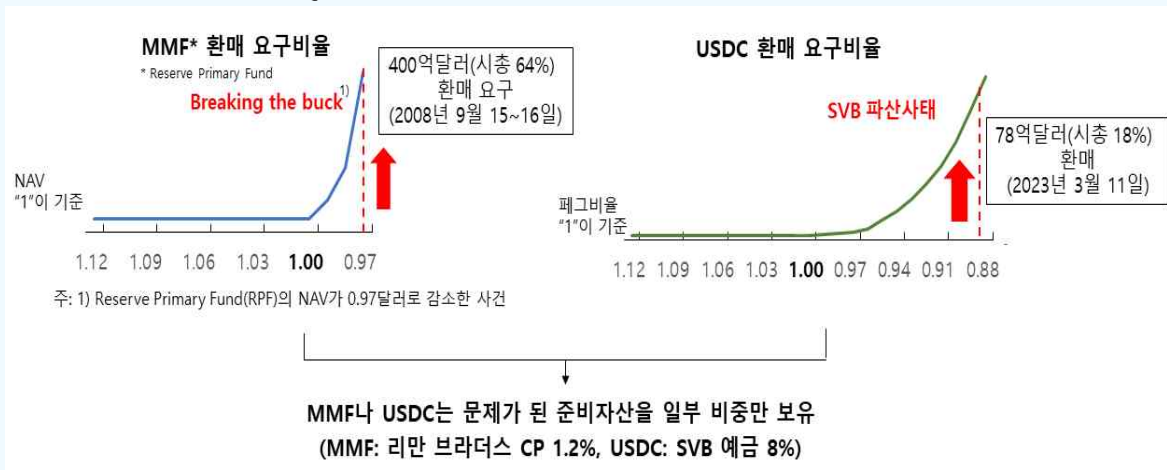 MMF* 환매 요구비율
* Reserve Primary Fund
Breaking the buck1)
400억달러(시총 64%)
환매 요구
(2008년 9월 15~16일)
NAV
“1”이 기준
1.12 1.09 1.06 1.03 1.00 0.97
주: 1) Reserve Primary Fund(RPF)의 NAV가 0.97달러로 감소한 사건
USDC 환매 요구비율
SVB 파산사태
78억달러(시총 18%)
환매
(2023년 3월 11일)
페그비율
“1”이 기준
1.12 1.09 1.06 1.03 1.00 0.97 0.94 0.91 0.88
MMF나 USDC는 문제가 된 준비자산을 일부 비중만 보유
(MMF: 리만 브라더스 CP 1.2%, USDC: SVB 예금 8%)